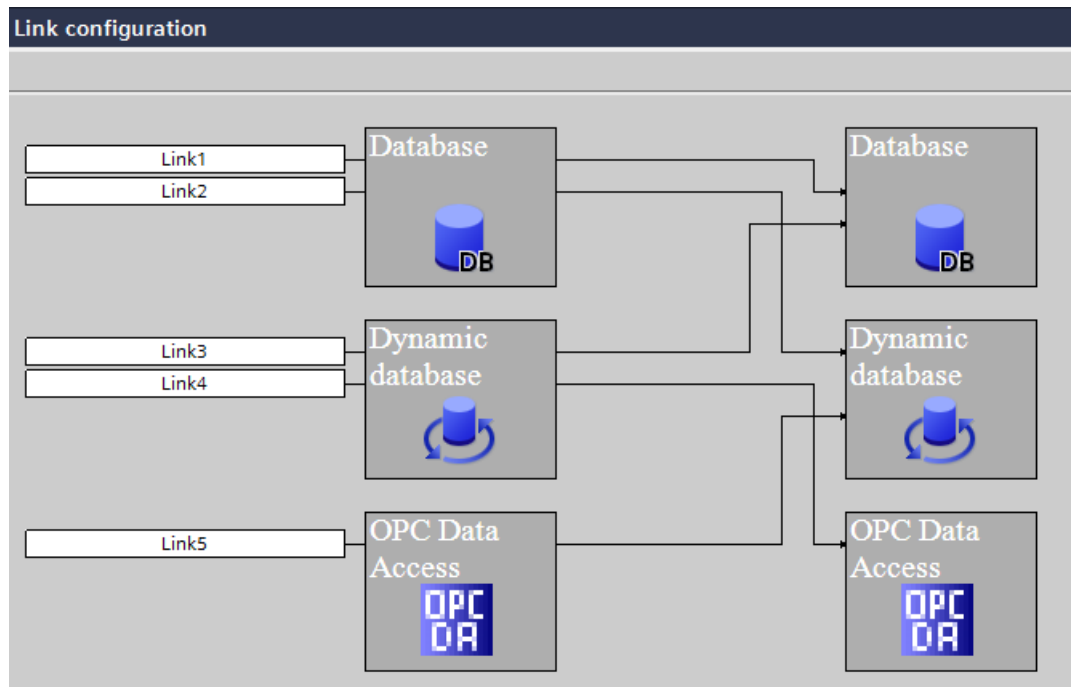 Link configuration
Link1
Link2
Database
DB
Database
DB
Link3
Link4
Dynamic
database
Dynamic
database
Link5
OPC Data
Access
OPC
DA
OPC Data
Access
OPC
DA